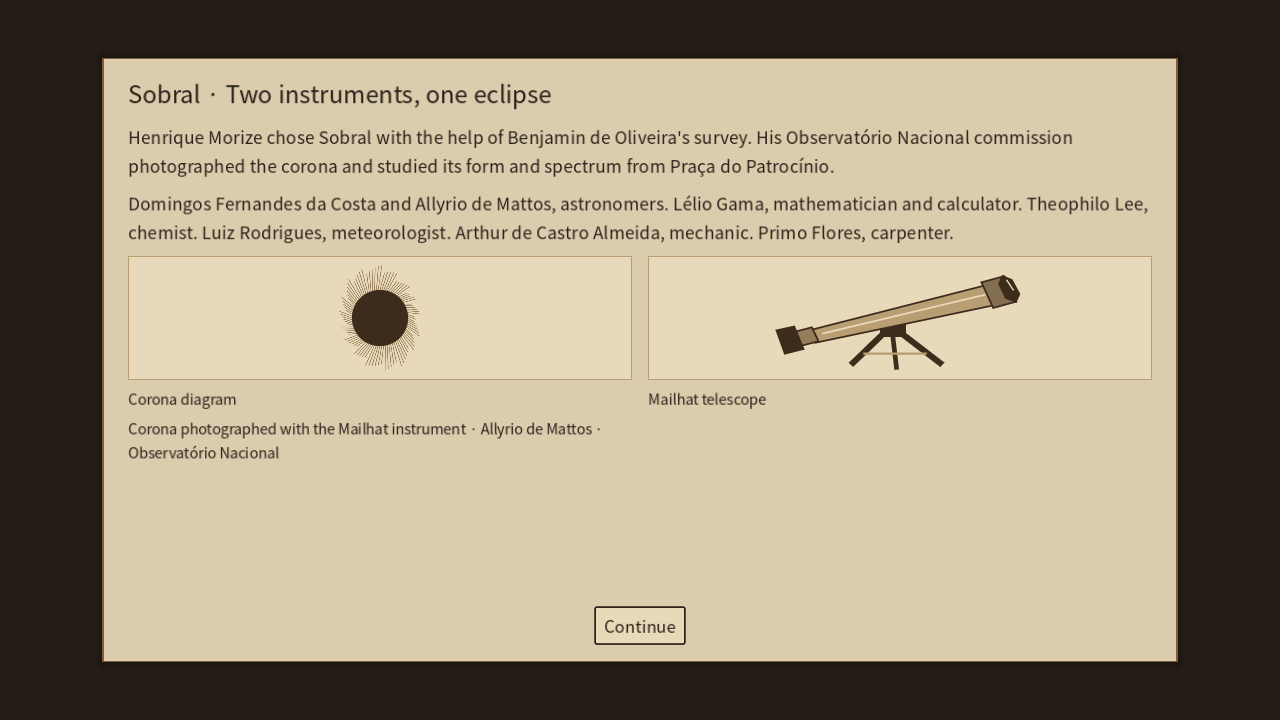 Sobral · Two instruments, one eclipse
Henrique Morize chose Sobral with the help of Benjamin de Oliveira's survey. His Observatório Nacional commission
photographed the corona and studied its form and spectrum from Praça do Patrocínio.
Domingos Fernandes da Costa and Allyrio de Mattos, astronomers. Lélio Gama, mathematician and calculator. Theophilo Lee,
chemist. Luiz Rodrigues, meteorologist. Arthur de Castro Almeida, mechanic. Primo Flores, carpenter.
Corona diagram
Mailhat telescope
Corona photographed with the Mailhat instrument · Allyrio de Mattos ·
Observatório Nacional
Continue